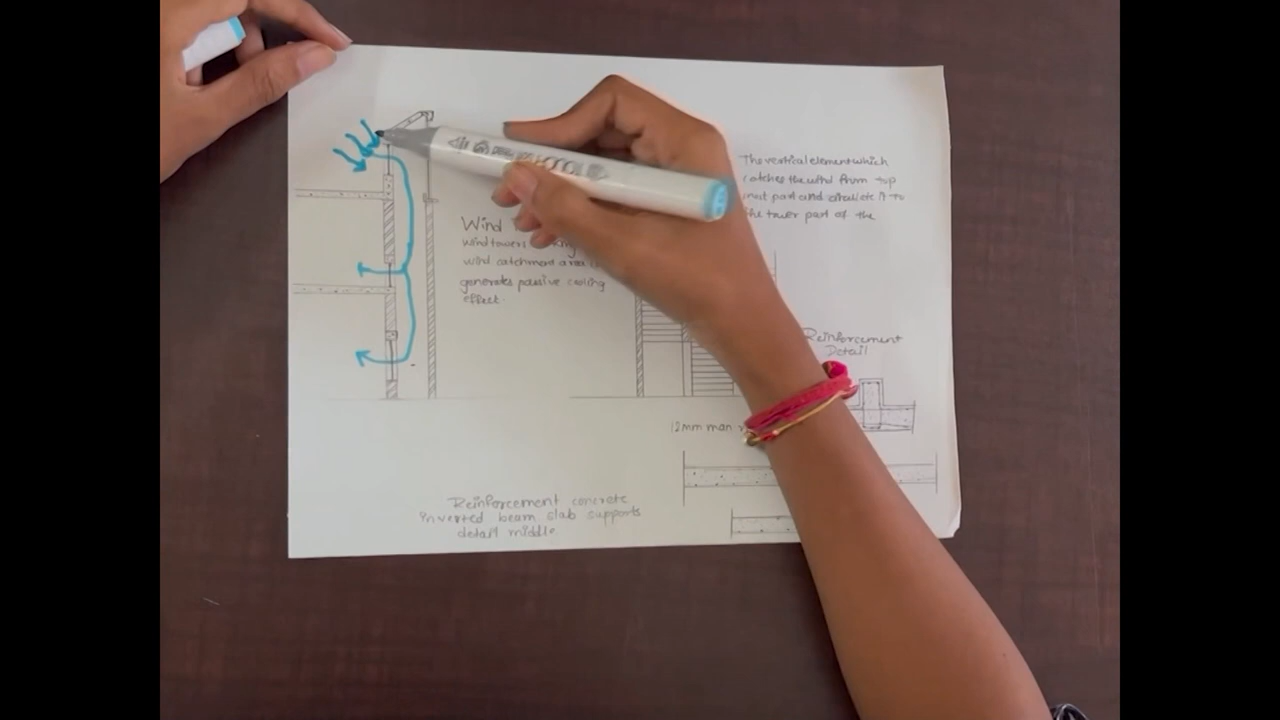 The vertical element which
catches the wind from top
most part and circulate it to
the tower part of the
Wind
wind towers
wind catchment area
generates passive cooling
effect.
Reinforcement
Detail
12mm man
Reinforcement concrete
inverted beam slab supports
detail middle